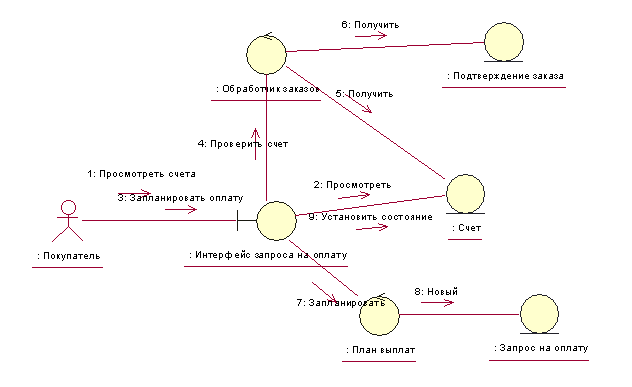 6: Получить
: Подтверждение заказа
: Обработчик заказов
5: Получить
4: Проверить счет
1: Просмотреть счета
3: Запланировать оплату
2: Просмотреть
9: Установить состояние
: Счет
: Покупатель
: Интерфейс запроса на оплату
7: Запланировать
8: Новый
: План выплат
: Запрос на оплату